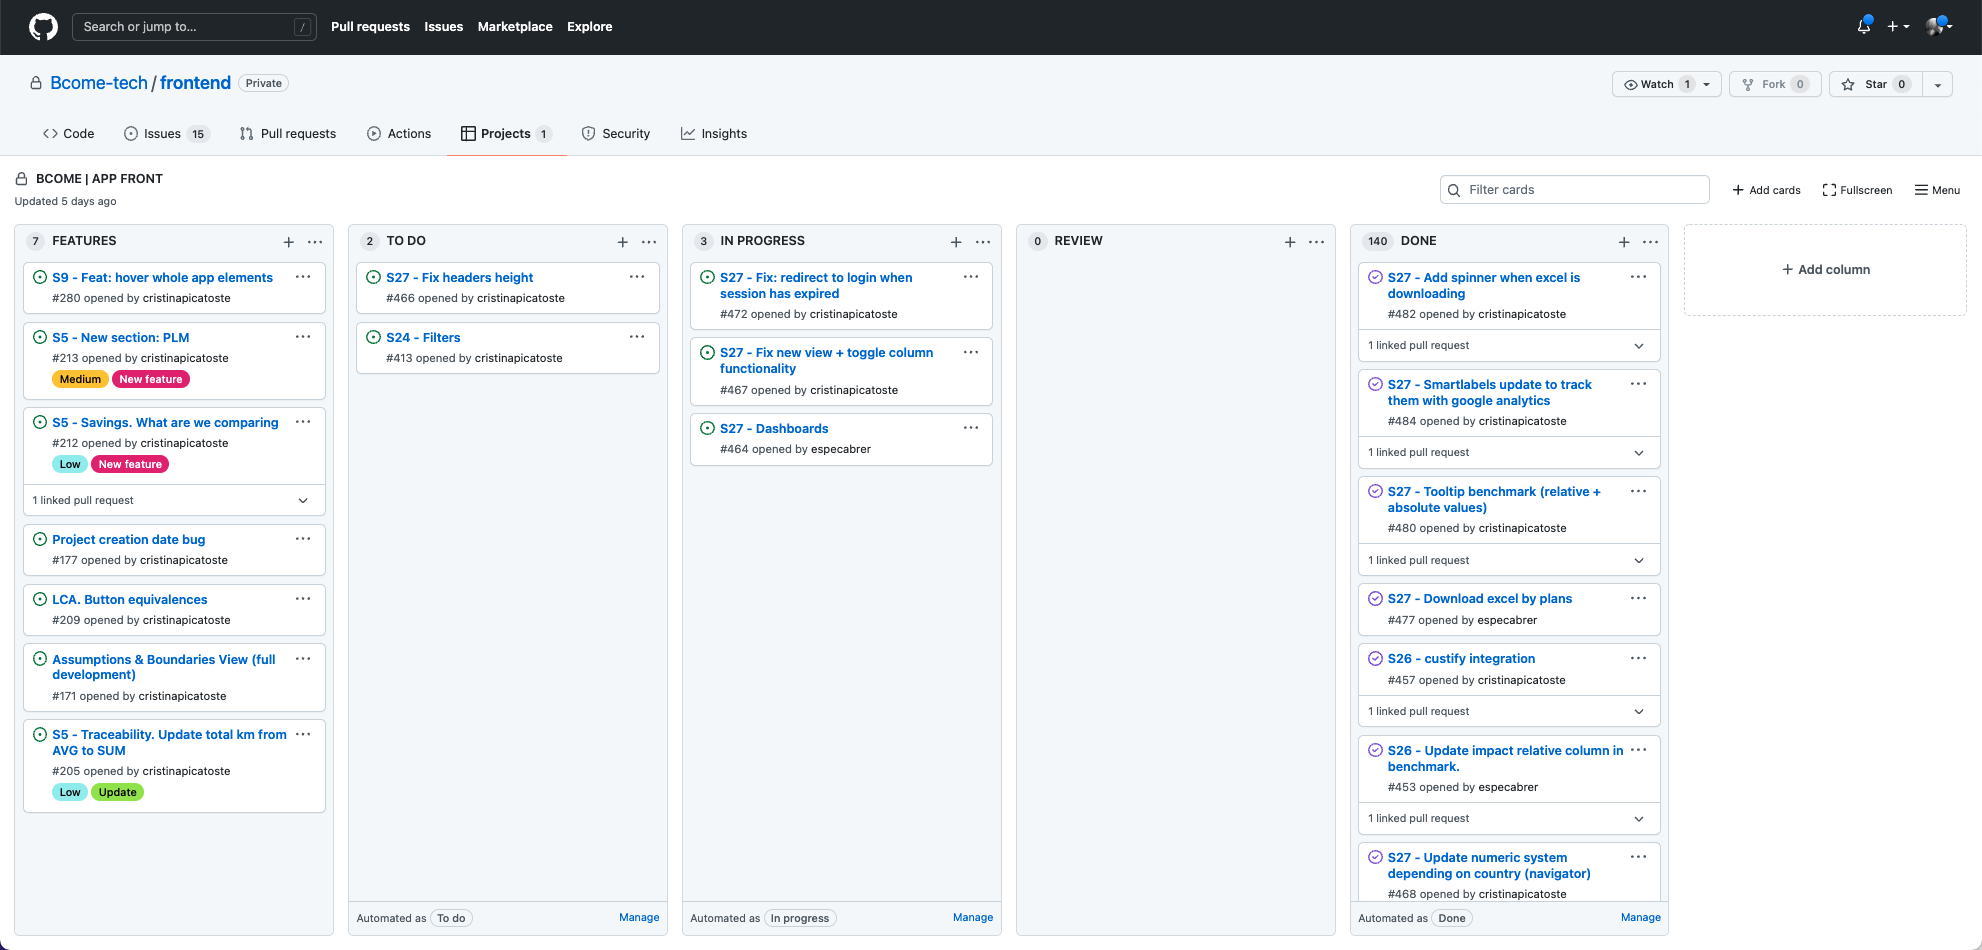 Search or jump to... /
Pull requests Issues Marketplace Explore
Bcome-tech / frontend Private
Watch 1 Fork 0 Star 0
Code Issues 15 Pull requests Actions Projects 1 Security Insights
BCOME | APP FRONT
Updated 5 days ago
Filter cards Add cards Fullscreen Menu
7 FEATURES
S9 - Feat: hover whole app elements
#280 opened by cristinapicatoste
S5 - New section: PLM
#213 opened by cristinapicatoste
Medium New feature
S5 - Savings. What are we comparing
#212 opened by cristinapicatoste
Low New feature
1 linked pull request
Project creation date bug
#177 opened by cristinapicatoste
LCA. Button equivalences
#209 opened by cristinapicatoste
Assumptions & Boundaries View (full
development)
#171 opened by cristinapicatoste
S5 - Traceability. Update total km from
AVG to SUM
#205 opened by cristinapicatoste
Low Update
2 TO DO
S27 - Fix headers height
#466 opened by cristinapicatoste
S24 - Filters
#413 opened by cristinapicatoste
Automated as To do Manage
3 IN PROGRESS
S27 - Fix: redirect to login when
session has expired
#472 opened by cristinapicatoste
S27 - Fix new view + toggle column
functionality
#467 opened by cristinapicatoste
S27 - Dashboards
#464 opened by especabrer
Automated as In progress Manage
0 REVIEW
140 DONE
S27 - Add spinner when excel is
downloading
#482 opened by cristinapicatoste
1 linked pull request
S27 - Smartlabels update to track
them with google analytics
#484 opened by cristinapicatoste
1 linked pull request
S27 - Tooltip benchmark (relative +
absolute values)
#480 opened by cristinapicatoste
1 linked pull request
S27 - Download excel by plans
#477 opened by especabrer
S26 - custify integration
#457 opened by cristinapicatoste
1 linked pull request
S26 - Update impact relative column in
benchmark.
#453 opened by especabrer
1 linked pull request
S27 - Update numeric system
depending on country (navigator)
#468 opened by cristinapicatoste
Automated as Done Manage
+ Add column